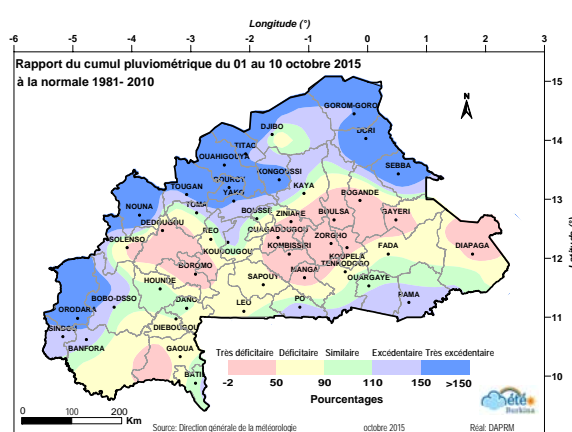 Longitude (°)
-6 -5 -4 -3 -2 -1 0 1 2 3
Rapport du cumul pluviométrique du 01 au 10 octobre 2015
à la normale 1981- 2010
N
15
14
13
12
11
10
GOROM-GORO
DJIBO
DORI
TITAO
OUAHIGOUYA
SEBBA
KONGOUSSI
GOURCY
TOUGAN
YAKO
KAYA
BOGANDE
NOUNA
TOMA
BOUSSE
ZINIARE
BOULSA
GAYERI
DEDOUGOU
REO
OUAGADOUGOU
ZORGHO
SOLENSO
KOUDOUGOU
KOMBISSIRI
KOUPELA
FADA
DIAPAGA
TENKODOGO
BOROMO
MANGA
HOUNDE
SAPOUY
OUARGAYE
BOBO-DSSO
DANO
LEO
PO
PAMA
ORODARA
SINDOU
DIEBOUGOU
BANFORA
GAOUA
BATIE
Très déficitaire Déficitaire Similaire Excédentaire Très excédentaire
-2 50 90 110 150 >150
Pourcentages
0 100 200 Km
Source: Direction générale de la météorologie octobre 2015 Réal: DAPRM
météo
Burkina